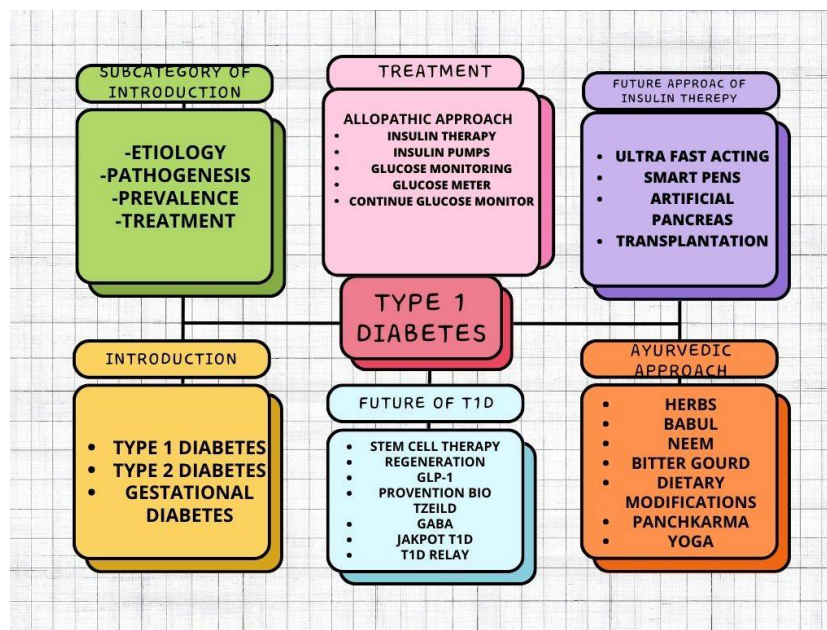 SUBCATEGORY OF
INTRODUCTION
-ETIOLOGY
-PATHOGENESIS
-PREVALENCE
-TREATMENT
TREATMENT
ALLOPATHIC APPROACH
• INSULIN THERAPY
• INSULIN PUMPS
• GLUCOSE MONITORING
• GLUCOSE METER
• CONTINUE GLUCOSE MONITOR
FUTURE APPROAC OF
INSULIN THEREPY
• ULTRA FAST ACTING
• SMART PENS
• ARTIFICIAL
PANCREAS
• TRANSPLANTATION
TYPE 1
DIABETES
INTRODUCTION
• TYPE 1 DIABETES
• TYPE 2 DIABETES
• GESTATIONAL
DIABETES
FUTURE OF T1D
• STEM CELL THERAPY
• REGENERATION
• GLP-1
• PROVENTION BIO
TZEILD
• GABA
• JAKPOT T1D
• T1D RELAY
AYURVEDIC
APPROACH
• HERBS
• BABUL
• NEEM
• BITTER GOURD
• DIETARY
MODIFICATIONS
• PANCHKARMA
• YOGA